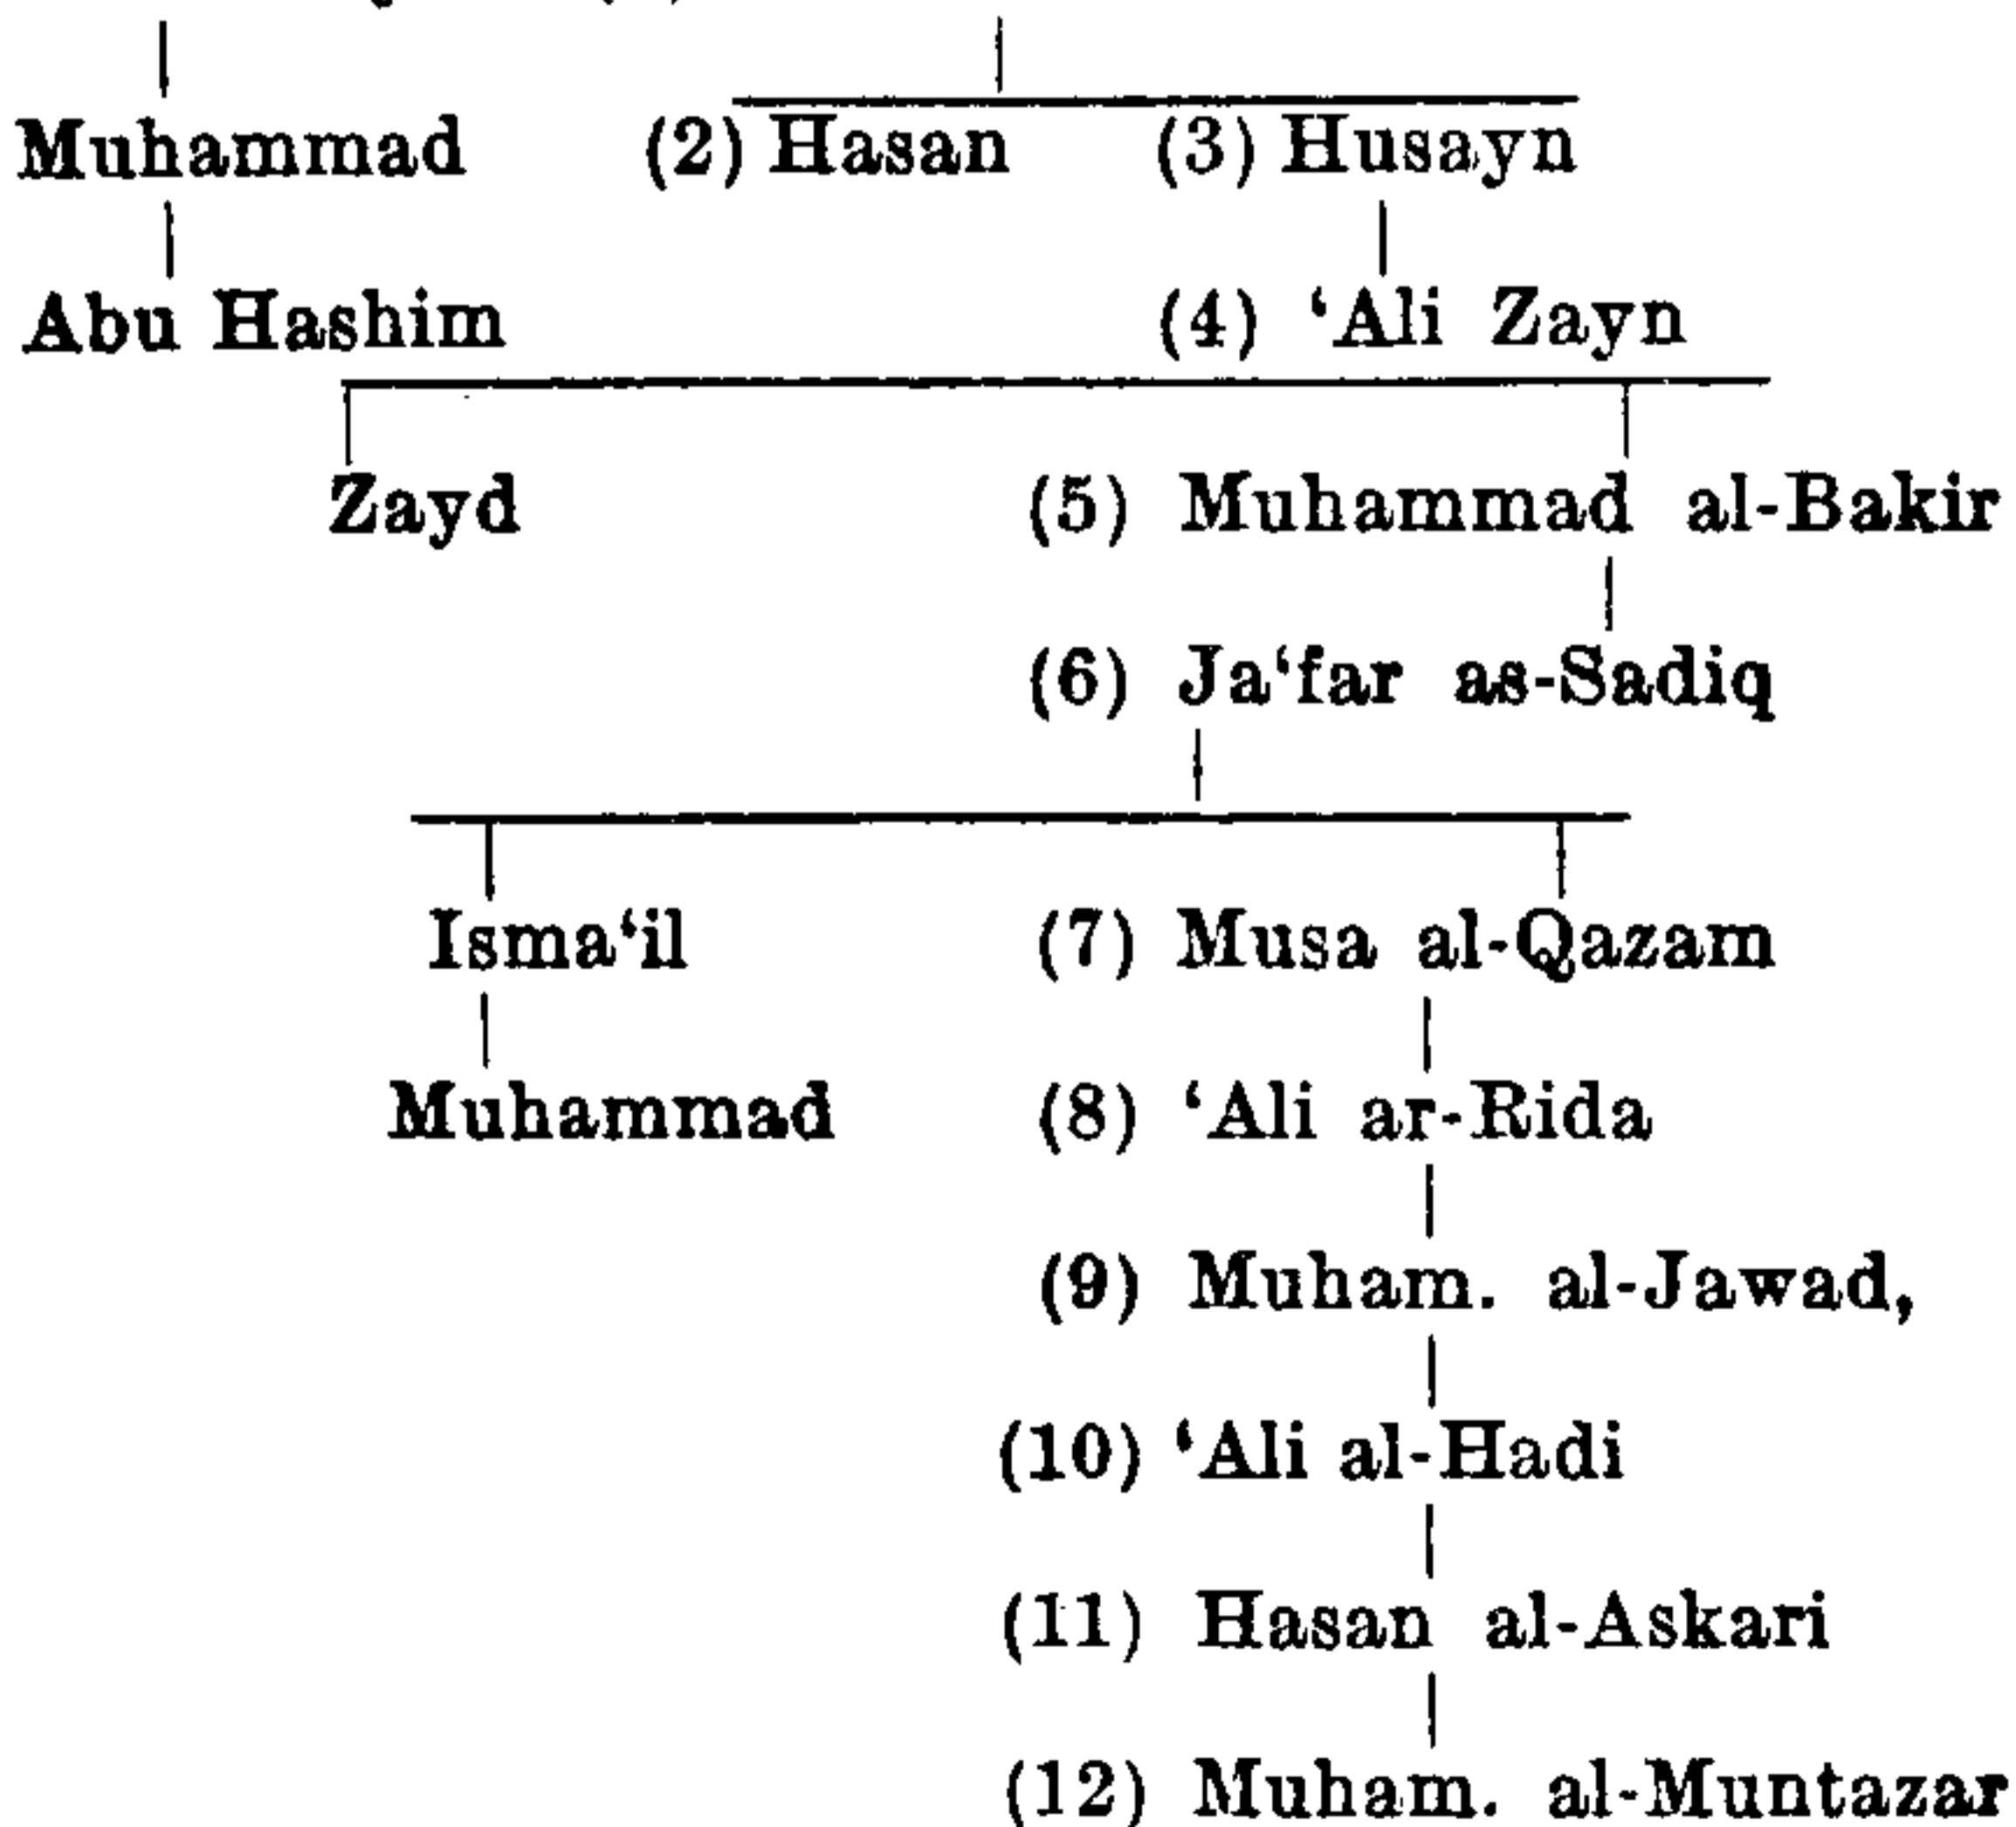 Muhammad (2) Hasan (3) Husayn
Abu Hashim (4) ‘Ali Zayn
Zayd (5) Muhammad al-Bakir
(6) Ja‘far as-Sadiq
Isma‘il (7) Musa al-Qazam
Muhammad (8) ‘Ali ar-Rida
(9) Muham. al-Jawad,
(10) ‘Ali al-Hadi
(11) Hasan al-Askari
(12) Muham. al-Muntazar